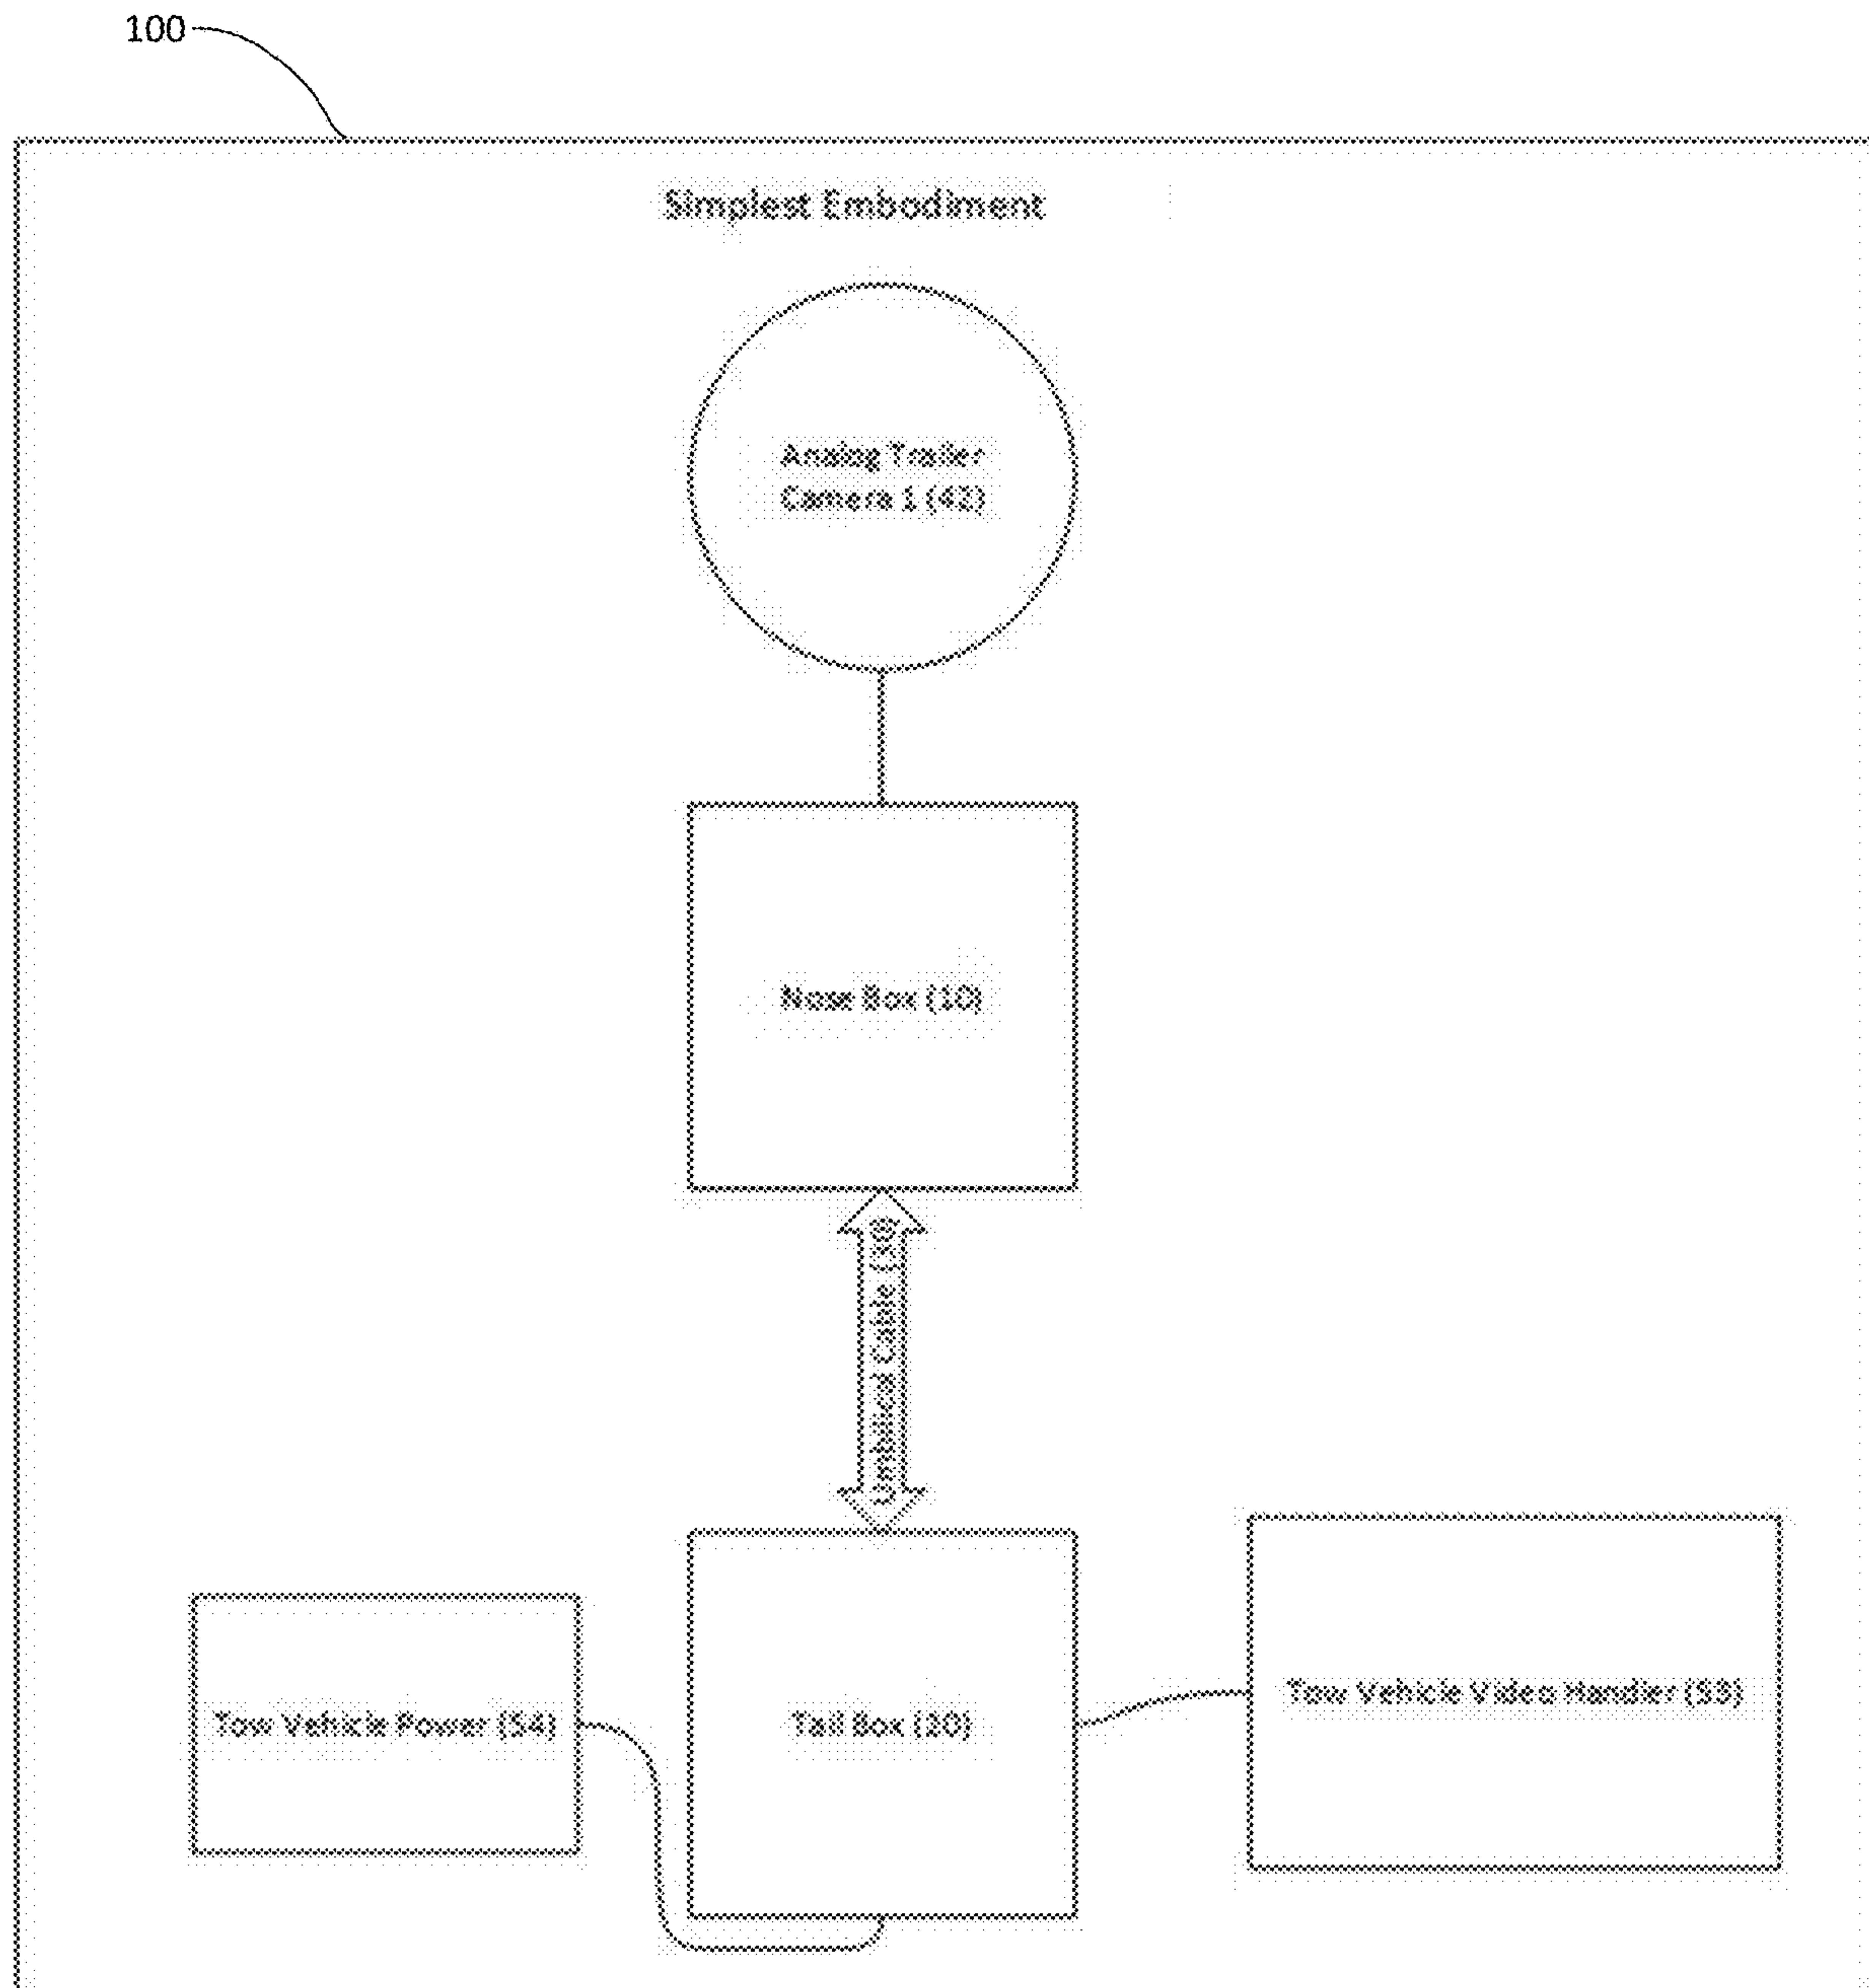 100
Simplest Embodiment
Analog Trailer
Camera 1 (42)
Nose Box (10)
Umbilical Cable (30)
Tow Vehicle Power (54)
Tail Box (20)
Tow Vehicle Video Handler (53)